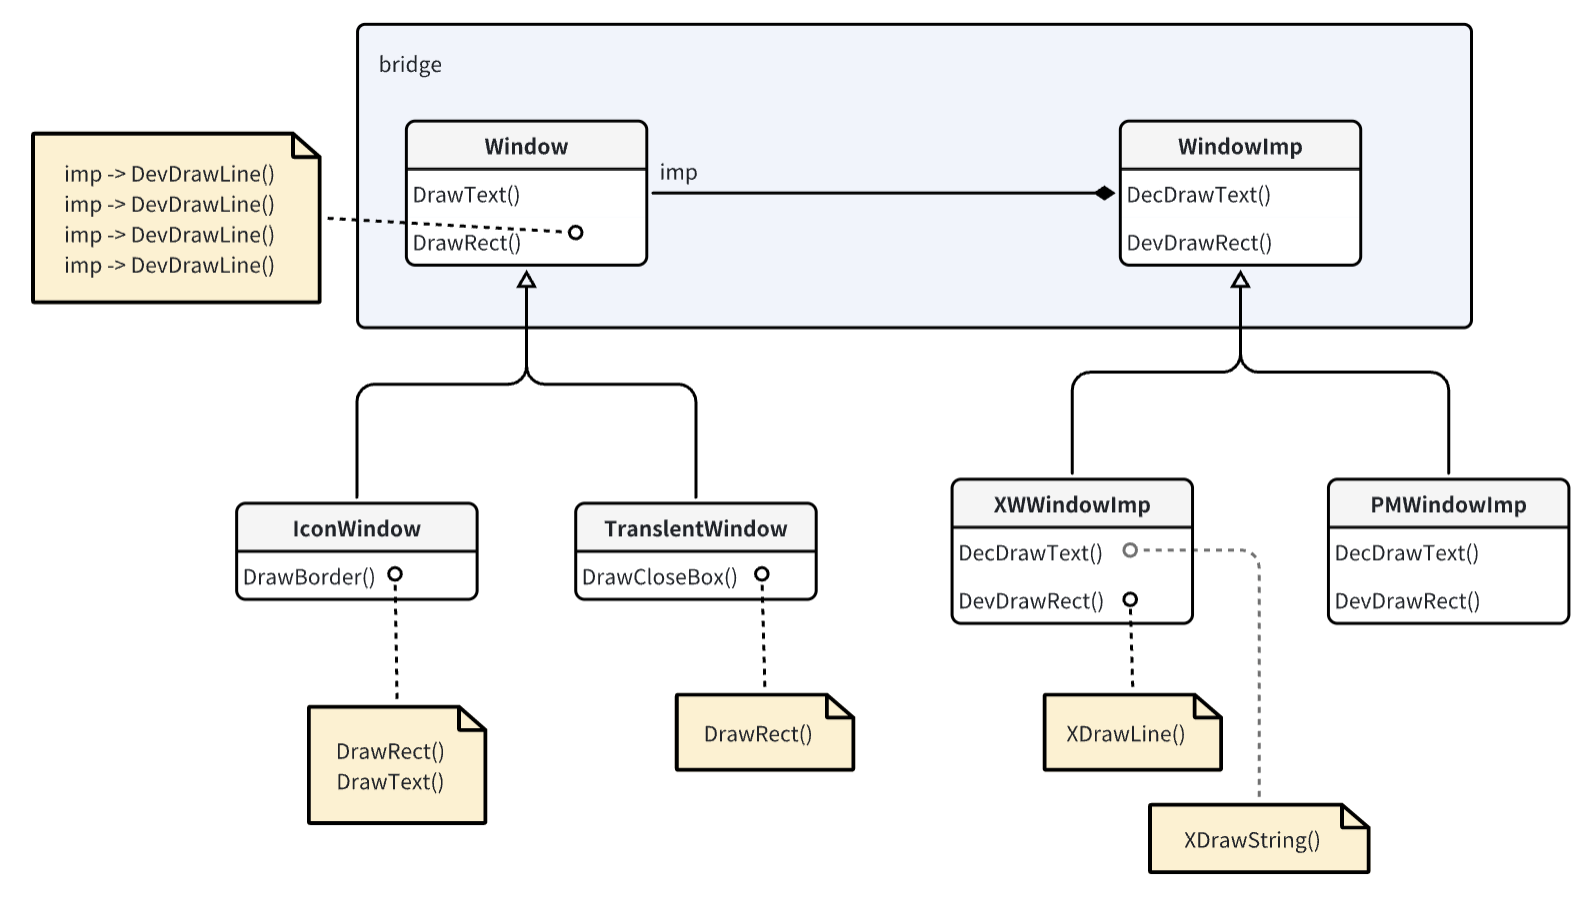 bridge
imp -> DevDrawLine()
imp -> DevDrawLine()
imp -> DevDrawLine()
imp -> DevDrawLine()
Window
DrawText()
DrawRect()
imp
WindowImp
DecDrawText()
DevDrawRect()
IconWindow
DrawBorder()
TranslentWindow
DrawCloseBox()
XWWindowImp
DecDrawText()
DevDrawRect()
PMWindowImp
DecDrawText()
DevDrawRect()
DrawRect()
DrawText()
DrawRect()
XDrawLine()
XDrawString()